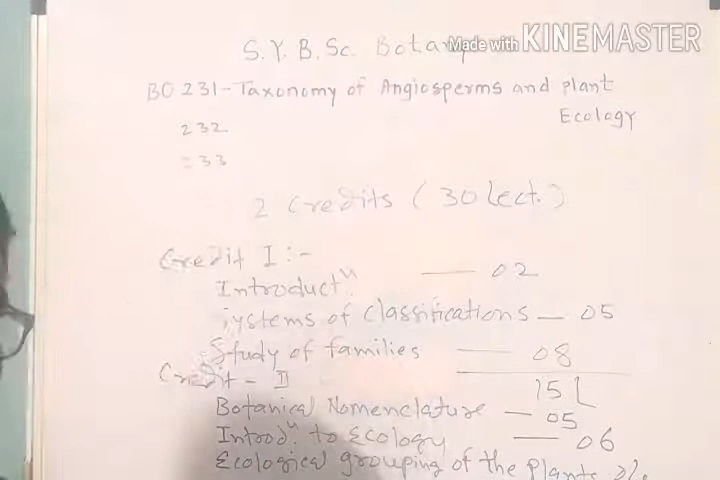 S.Y.B.Sc. Botany
Made with KINEMASTER
BO 231 - Taxonomy of Angiosperms and plant
Ecology
232
233
2 Credits (30 Lect.)
Credit I :-
Introductⁿ — 02
Systems of classifications — 05
Study of families — 08
15 L
Credit - II
Botanical Nomenclature — 05
Introdⁿ to Ecology — 06
Ecological grouping of the plants